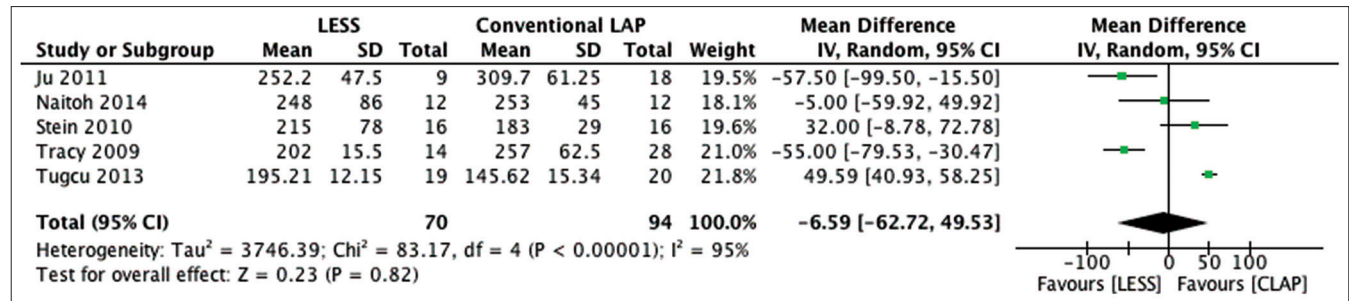 LESS Conventional LAP Mean Difference Mean Difference
Study or Subgroup Mean SD Total Mean SD Total Weight IV, Random, 95% CI IV, Random, 95% CI
Ju 2011 252.2 47.5 9 309.7 61.25 18 19.5% −57.50 [−99.50, −15.50]
Naitoh 2014 248 86 12 253 45 12 18.1% −5.00 [−59.92, 49.92]
Stein 2010 215 78 16 183 29 16 19.6% 32.00 [−8.78, 72.78]
Tracy 2009 202 15.5 14 257 62.5 28 21.0% −55.00 [−79.53, −30.47]
Tugcu 2013 195.21 12.15 19 145.62 15.34 20 21.8% 49.59 [40.93, 58.25]
Total (95% CI) 70 94 100.0% −6.59 [−62.72, 49.53]
Heterogeneity: Tau² = 3746.39; Chi² = 83.17, df = 4 (P < 0.00001); I² = 95%
Test for overall effect: Z = 0.23 (P = 0.82)
−100 0 50 100
Favours [LESS] Favours [CLAP]